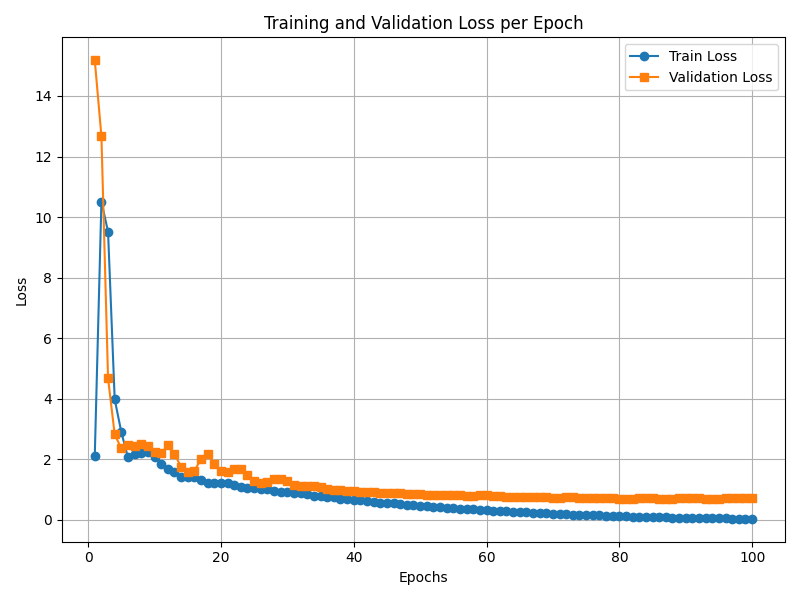 Training and Validation Loss per Epoch
Train Loss
Validation Loss
14
12
10
8
6
4
2
0
Loss
0 20 40 60 80 100
Epochs